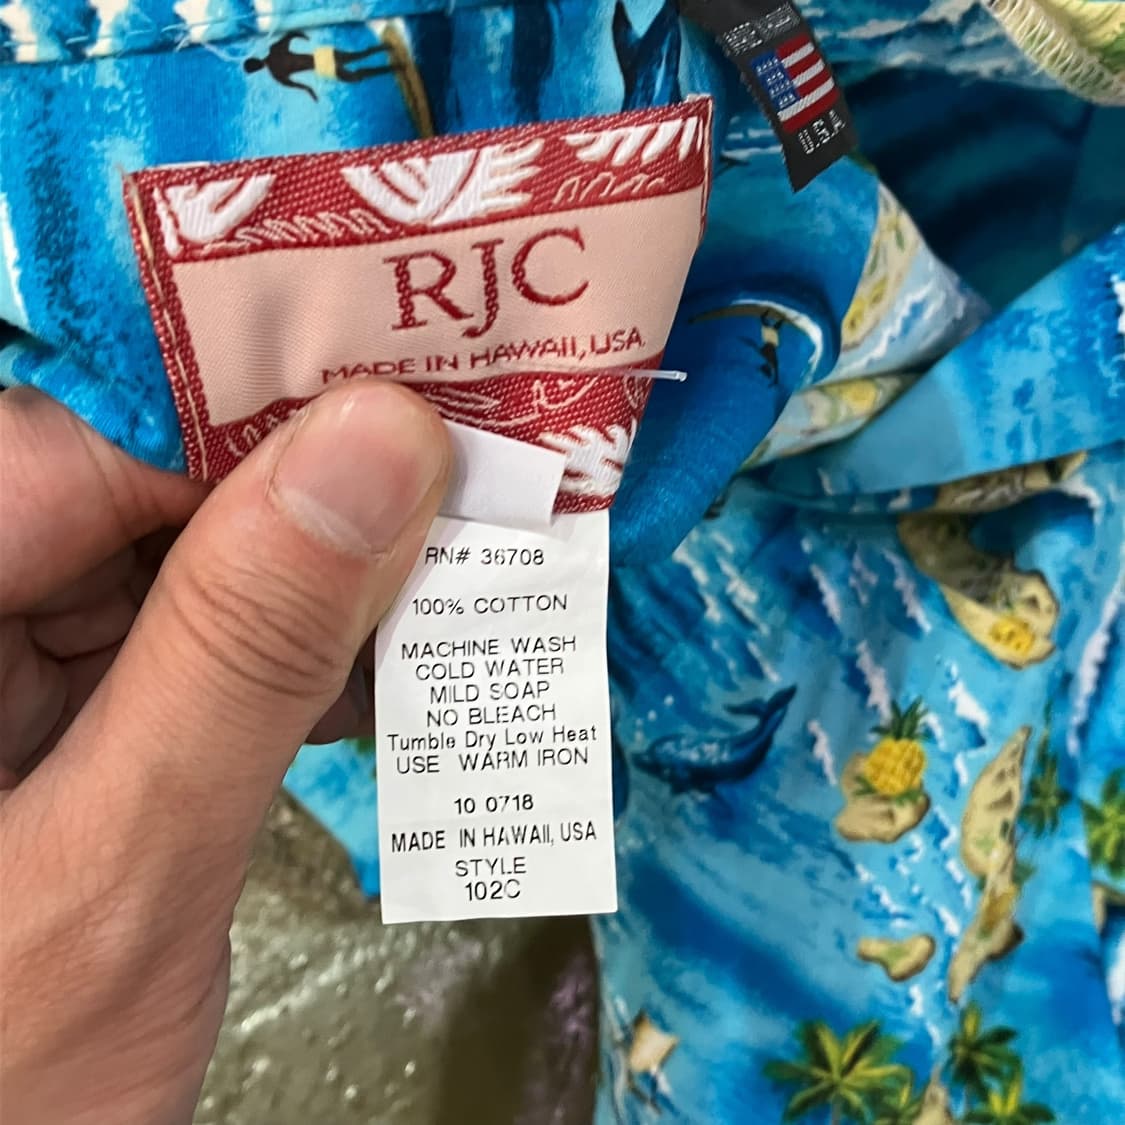 RJC
MADE IN HAWAII, USA
RN# 36708
100% COTTON
MACHINE WASH
COLD WATER
MILD SOAP
NO BLEACH
Tumble Dry Low Heat
USE WARM IRON
10 0718
MADE IN HAWAII, USA
STYLE
102C